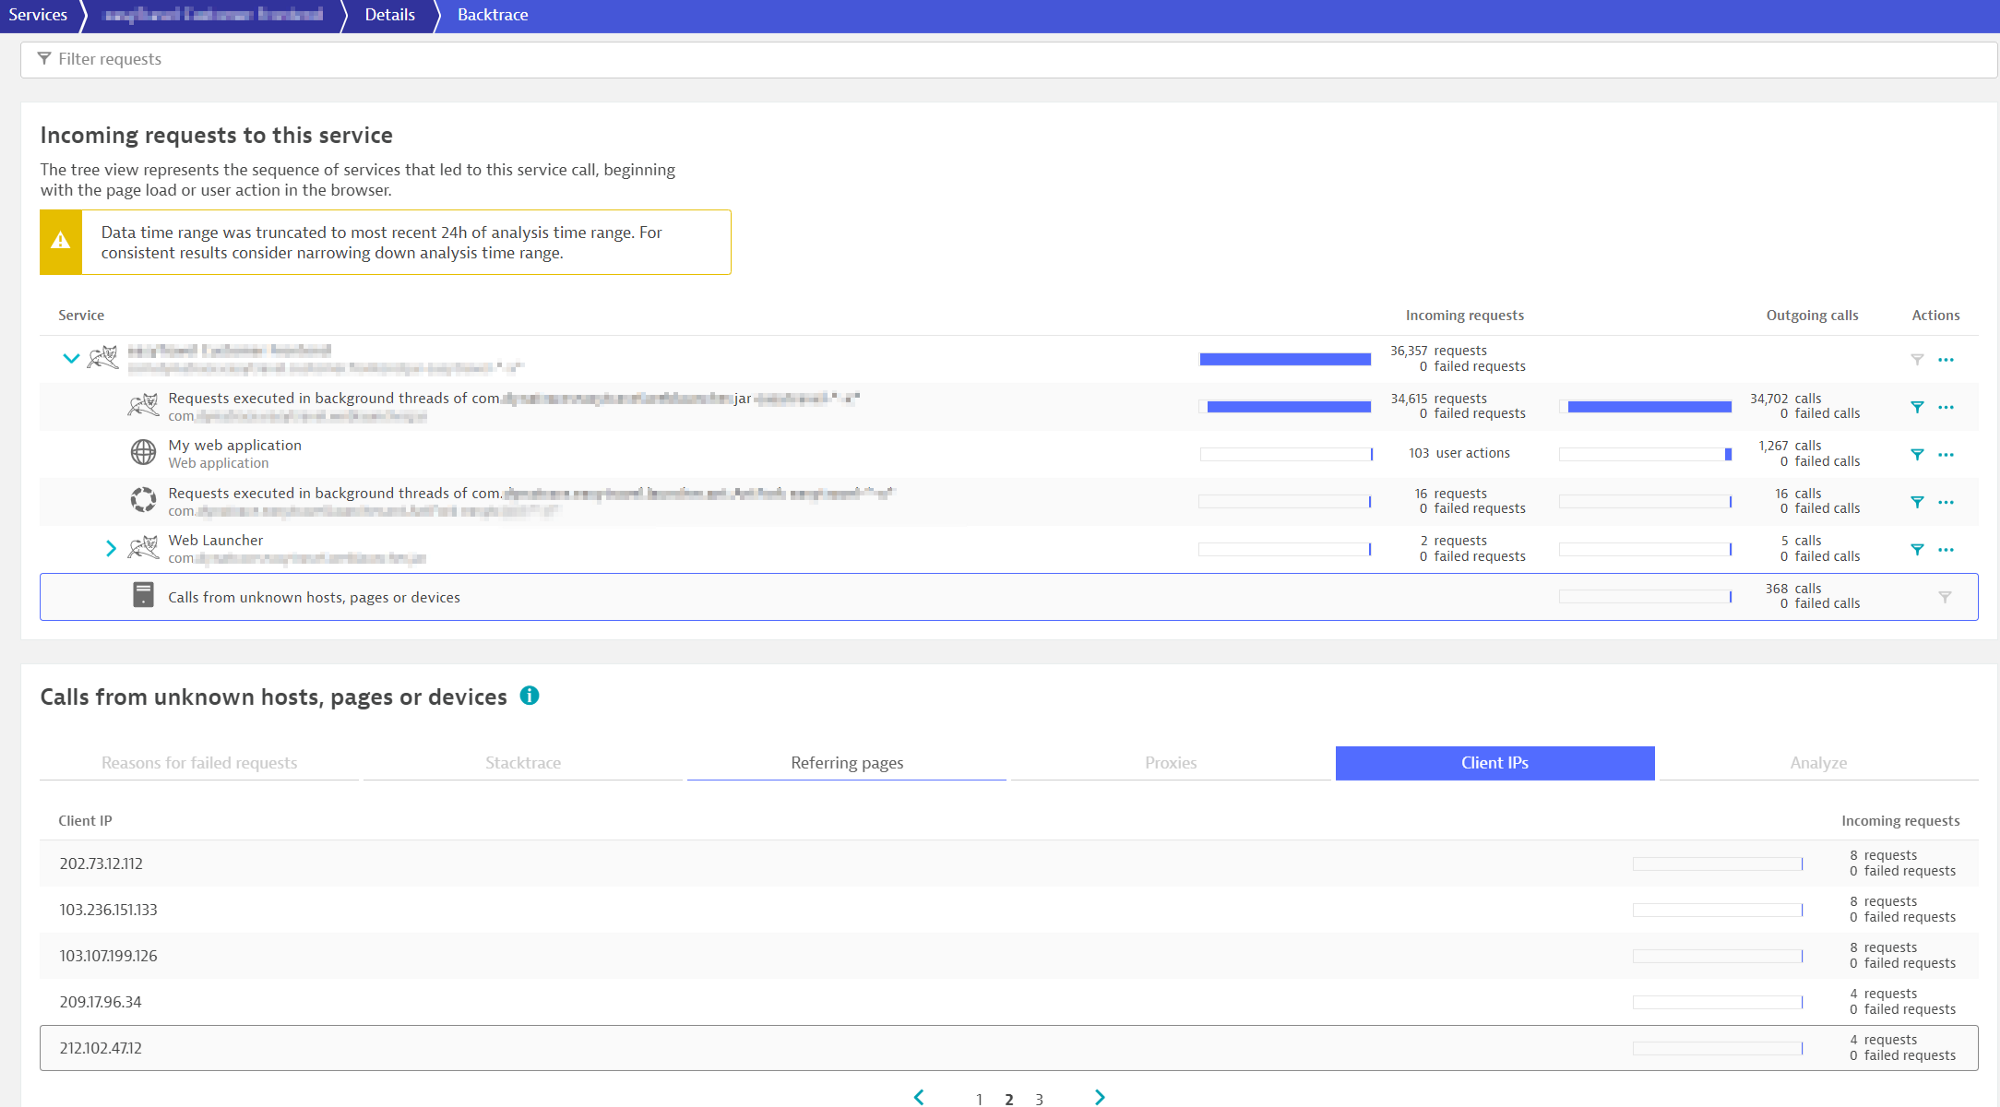 Services
Details
Backtrace
Filter requests
Incoming requests to this service
The tree view represents the sequence of services that led to this service call, beginning
with the page load or user action in the browser.
Data time range was truncated to most recent 24h of analysis time range. For
consistent results consider narrowing down analysis time range.
Service Incoming requests Outgoing calls Actions
36,357 requests
0 failed requests
Requests executed in background threads of com. jar
com.
34,615 requests
0 failed requests
34,702 calls
0 failed calls
My web application
Web application
103 user actions
1,267 calls
0 failed calls
Requests executed in background threads of com.
com.
16 requests
0 failed requests
16 calls
0 failed calls
Web Launcher
com.
2 requests
0 failed requests
5 calls
0 failed calls
Calls from unknown hosts, pages or devices
368 calls
0 failed calls
Calls from unknown hosts, pages or devices
Reasons for failed requests
Stacktrace
Referring pages
Proxies
Client IPs
Analyze
Client IP Incoming requests
202.73.12.112
8 requests
0 failed requests
103.236.151.133
8 requests
0 failed requests
103.107.199.126
8 requests
0 failed requests
209.17.96.34
4 requests
0 failed requests
212.102.47.12
4 requests
0 failed requests
1 2 3